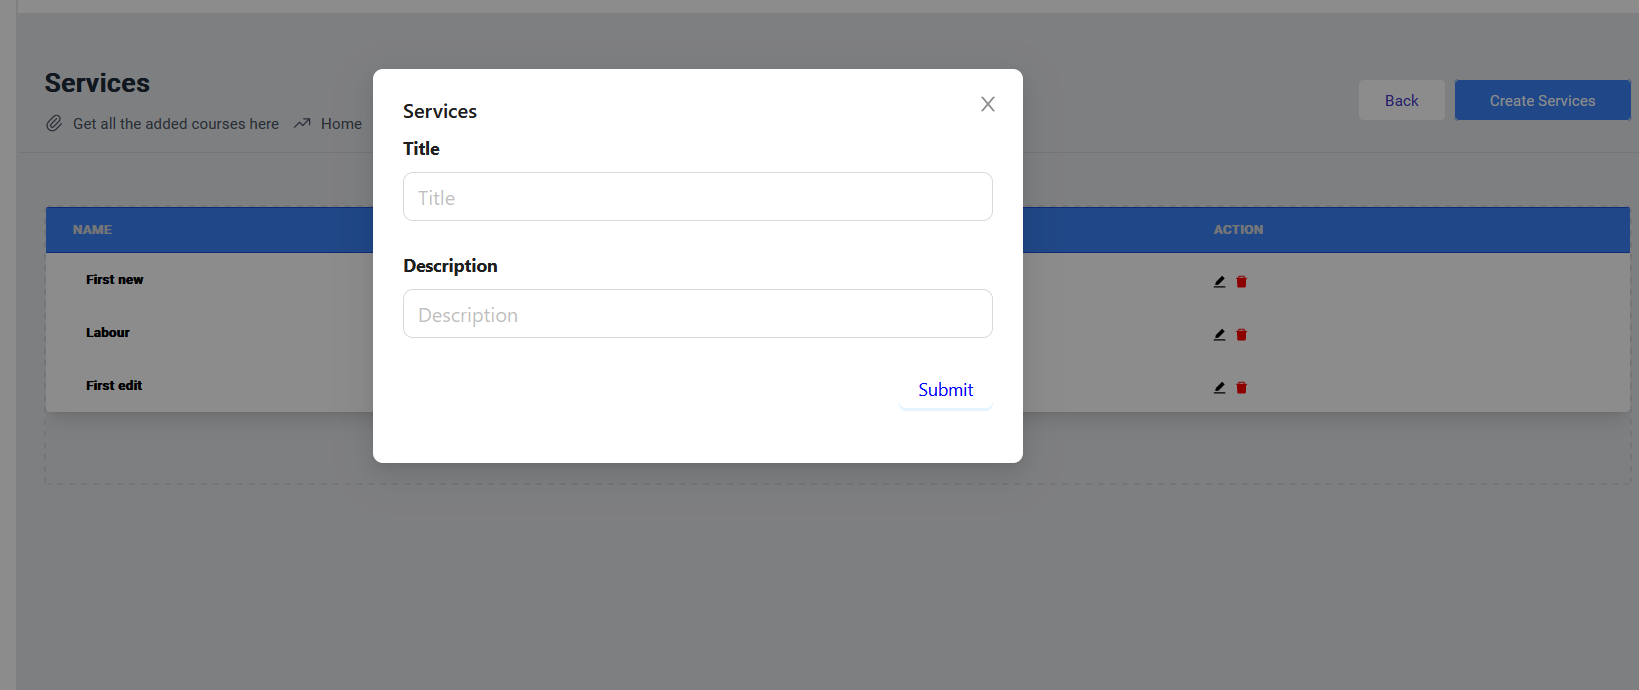 Services
Get all the added courses here Home
Back
Create Services
NAME
ACTION
First new
Labour
First edit
Services
Title
Title
Description
Description
Submit